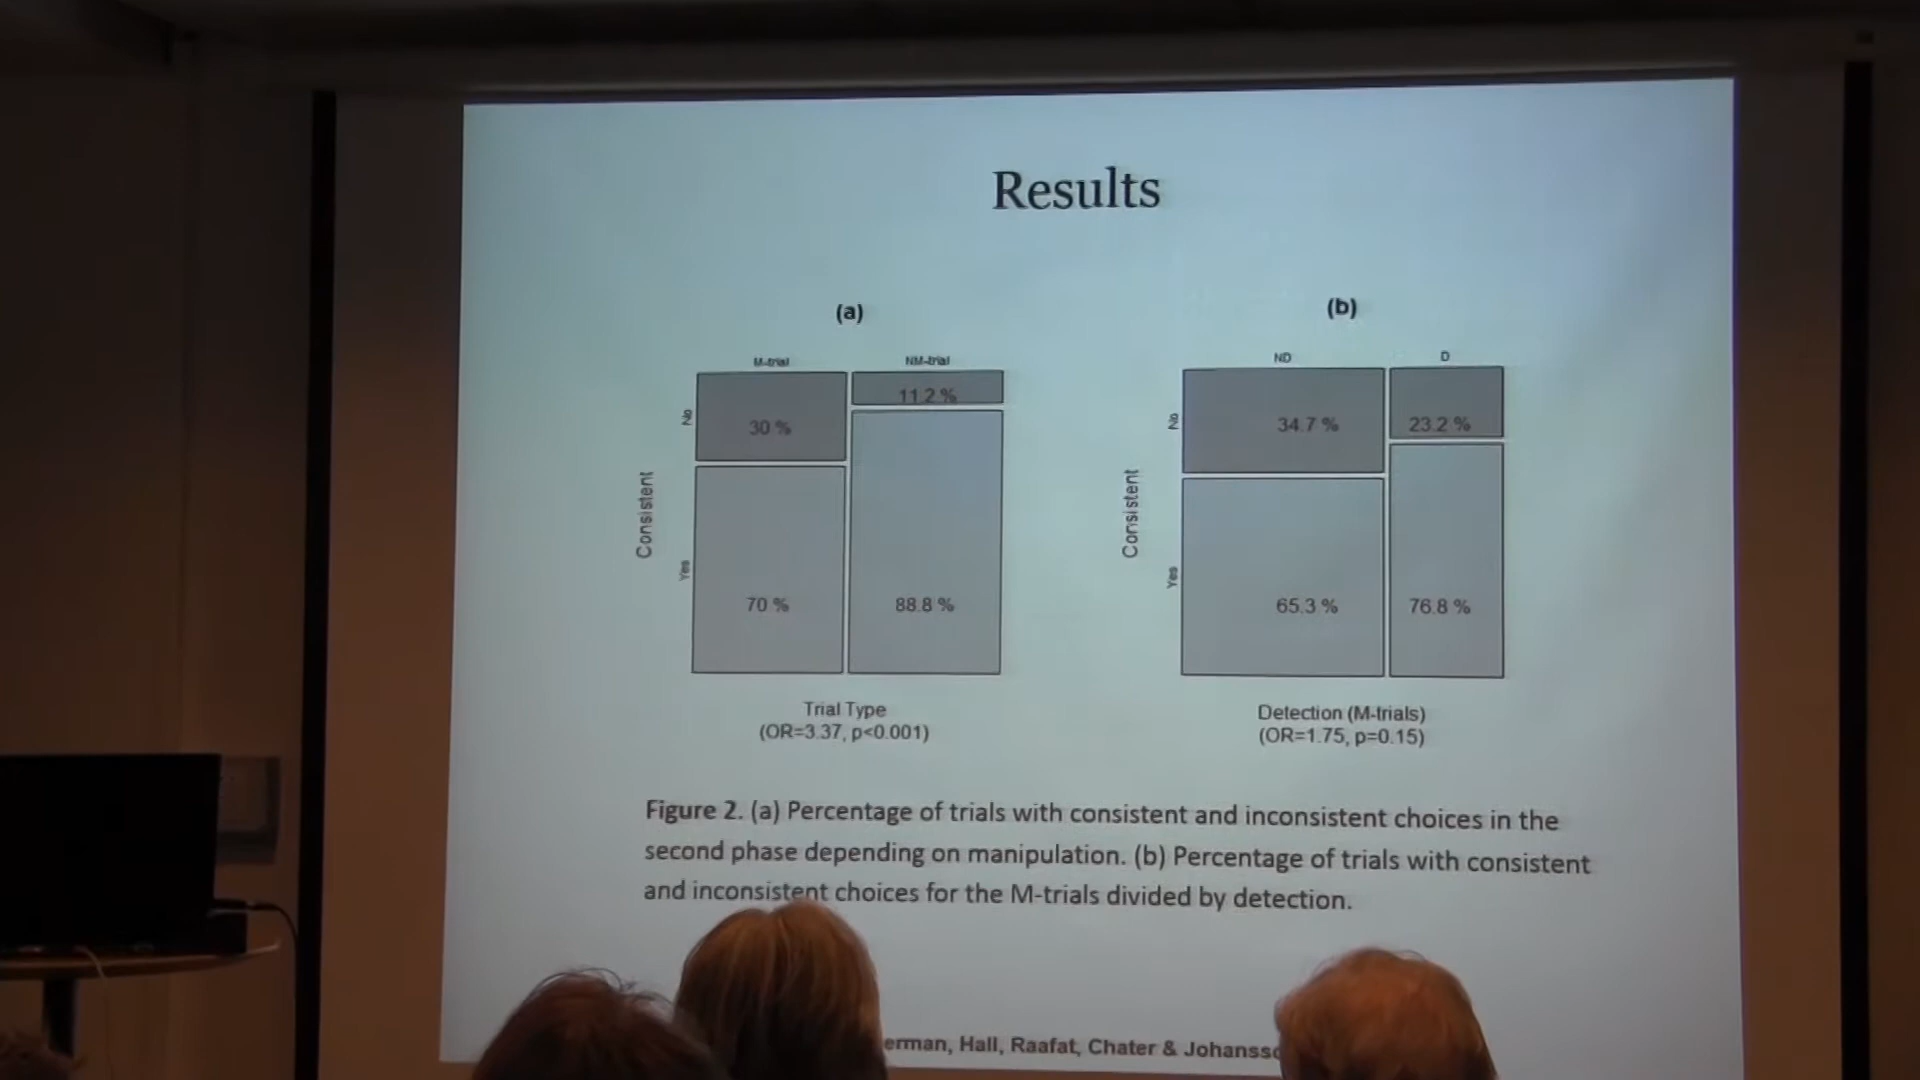 Results
(a)
M-trial
NM-trial
No
30 %
11.2 %
Consistent
Yes
70 %
88.8 %
Trial Type
(OR=3.37, p<0.001)
(b)
ND
D
No
34.7 %
23.2 %
Consistent
Yes
65.3 %
76.8 %
Detection (M-trials)
(OR=1.75, p=0.15)
Figure 2. (a) Percentage of trials with consistent and inconsistent choices in the
second phase depending on manipulation. (b) Percentage of trials with consistent
and inconsistent choices for the M-trials divided by detection.
Hall, Raafat, Chater &